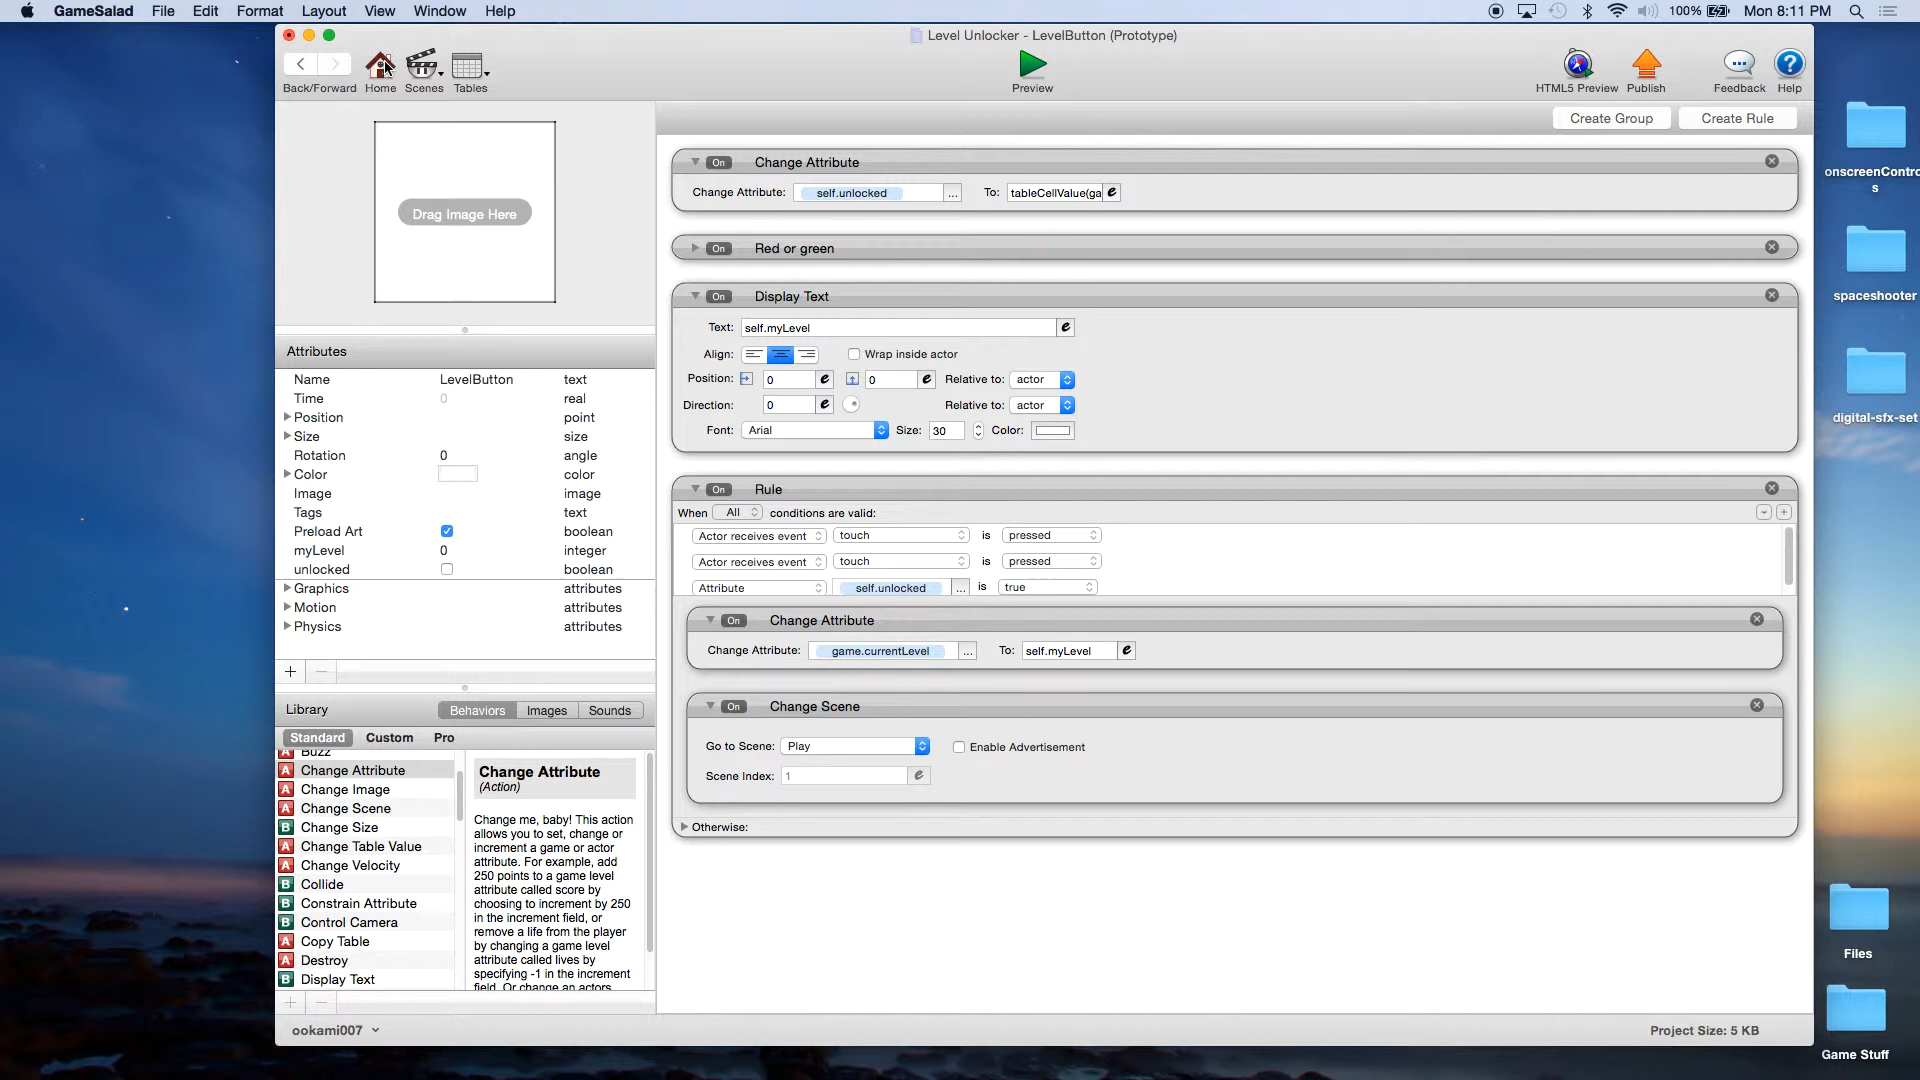 GameSalad File Edit Format Layout View Window Help
100% Mon 8:11 PM
Level Unlocker - LevelButton (Prototype)
Back/Forward Home Scenes Tables
Preview
HTML5 Preview Publish Feedback Help
Create Group Create Rule
Drag Image Here
Attributes
Name LevelButton text
Time 0 real
Position point
Size size
Rotation 0 angle
Color color
Image image
Tags text
Preload Art boolean
myLevel 0 integer
unlocked boolean
Graphics attributes
Motion attributes
Physics attributes
+ −
Library Behaviors Images Sounds
Standard Custom Pro
A Buzz
A Change Attribute
A Change Image
A Change Scene
B Change Size
A Change Table Value
A Change Velocity
B Collide
B Constrain Attribute
B Control Camera
A Copy Table
A Destroy
B Display Text
Change Attribute
(Action)
Change me, baby! This action
allows you to set, change or
increment a game or actor
attribute. For example, add
250 points to a game level
attribute called score by
choosing to increment by 250
in the increment field, or
remove a life from the player
by changing a game level
attribute called lives by
specifying -1 in the increment
field. Or change an actors
+ −
ookami007
Project Size: 5 KB
On Change Attribute
Change Attribute: self.unlocked ... To: tableCellValue(ga e
On Red or green
On Display Text
Text: self.myLevel e
Align: Wrap inside actor
Position: 0 e 0 e Relative to: actor
Direction: 0 e Relative to: actor
Font: Arial Size: 30 Color:
On Rule
When All conditions are valid: - +
Actor receives event touch is pressed
Actor receives event touch is pressed
Attribute self.unlocked ... is true
On Change Attribute
Change Attribute: game.currentLevel ... To: self.myLevel e
On Change Scene
Go to Scene: Play Enable Advertisement
Scene Index: 1 e
Otherwise:
onscreenContro
s
spaceshooter
digital-sfx-set
Files
Game Stuff